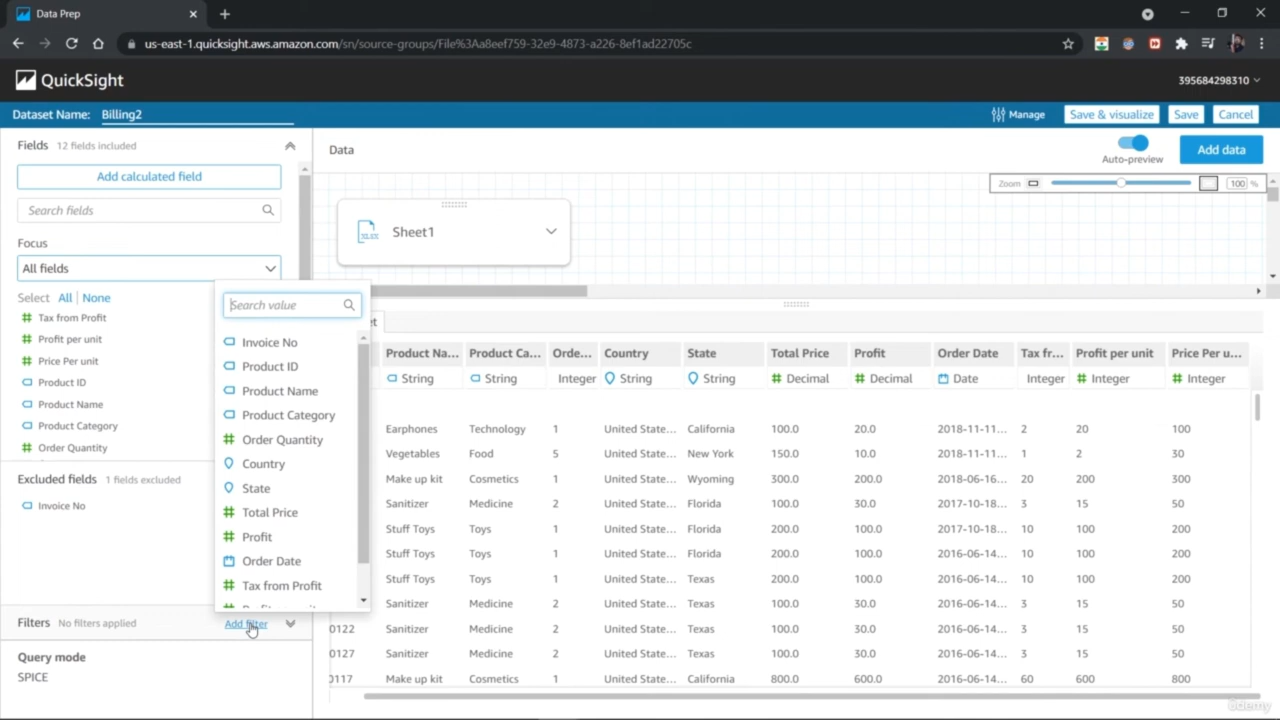 Data Prep
us-east-1.quicksight.aws.amazon.com/sn/source-groups/File%3Aa8eef759-32e9-4873-a226-8ef1ad22705c
QuickSight
395684298310
Dataset Name: Billing2
Manage
Save & visualize
Save
Cancel
Fields 12 fields included
Data
Auto-preview
Add data
Add calculated field
Zoom
100 %
Search fields
XLSX
Sheet1
Focus
All fields
Select All | None
Tax from Profit
Profit per unit
Price Per unit
Product ID
Product Name
Product Category
Order Quantity
Excluded fields 1 fields excluded
Invoice No
Search value
Invoice No
Product ID
Product Name
Product Category
Order Quantity
Country
State
Total Price
Profit
Order Date
Tax from Profit
Filters No filters applied Add filter
Query mode
SPICE
Product Na... Product Ca... Orde... Country State Total Price Profit Order Date Tax fr... Profit per unit Price Per u...
String String Integer String String Decimal Decimal Date Integer Integer Integer
Earphones Technology 1 United State... California 100.0 20.0 2018-11-11... 2 20 100
Vegetables Food 5 United State... New York 150.0 10.0 2018-11-11... 1 2 30
Make up kit Cosmetics 1 United State... Wyoming 300.0 200.0 2018-06-16... 20 200 300
Sanitizer Medicine 2 United State... Florida 100.0 30.0 2017-10-18... 3 15 50
Stuff Toys Toys 1 United State... Florida 200.0 100.0 2017-10-18... 10 100 200
Stuff Toys Toys 1 United State... Florida 200.0 100.0 2016-06-14... 10 100 200
Stuff Toys Toys 1 United State... Texas 200.0 100.0 2016-06-14... 10 100 200
Sanitizer Medicine 2 United State... Texas 100.0 30.0 2016-06-14... 3 15 50
0122 Sanitizer Medicine 2 United State... Texas 100.0 30.0 2016-06-14... 3 15 50
0127 Sanitizer Medicine 2 United State... Texas 100.0 30.0 2016-06-14... 3 15 50
0117 Make up kit Cosmetics 1 United State... California 800.0 600.0 2016-06-14... 60 600 800
ûdemy